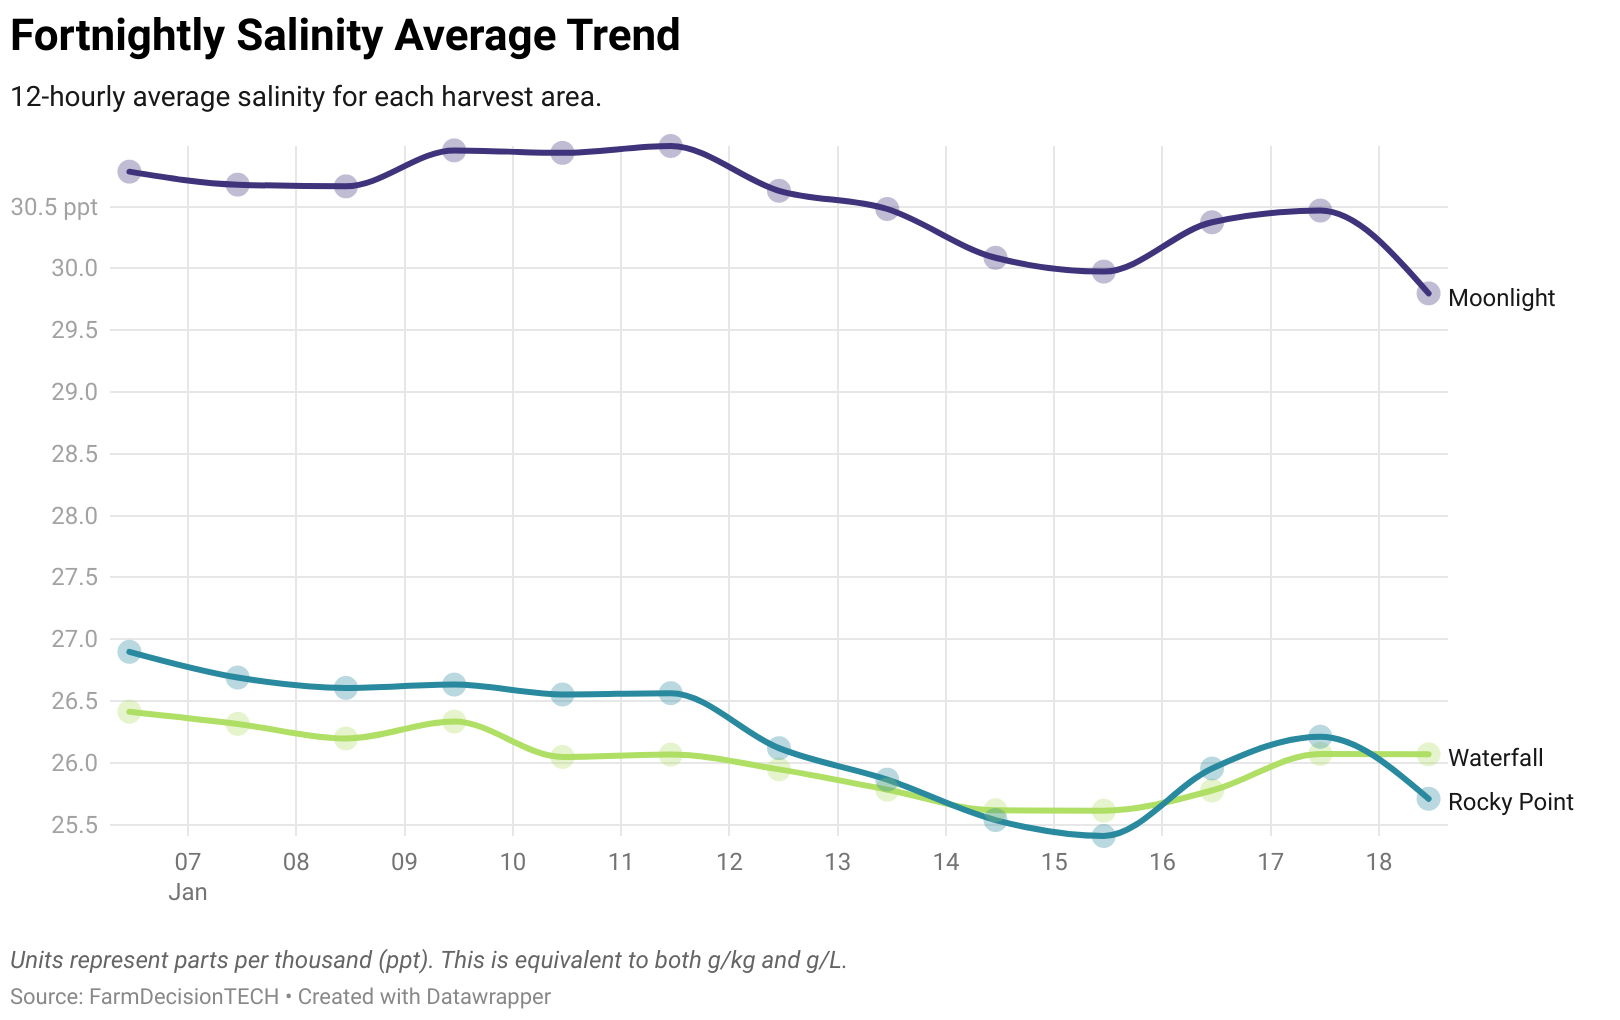 Fortnightly Salinity Average Trend
12-hourly average salinity for each harvest area.
30.5 ppt
30.0
29.5
29.0
28.5
28.0
27.5
27.0
26.5
26.0
25.5
Moonlight
Waterfall
Rocky Point
07 08 09 10 11 12 13 14 15 16 17 18
Jan
Units represent parts per thousand (ppt). This is equivalent to both g/kg and g/L.
Source: FarmDecisionTECH • Created with Datawrapper